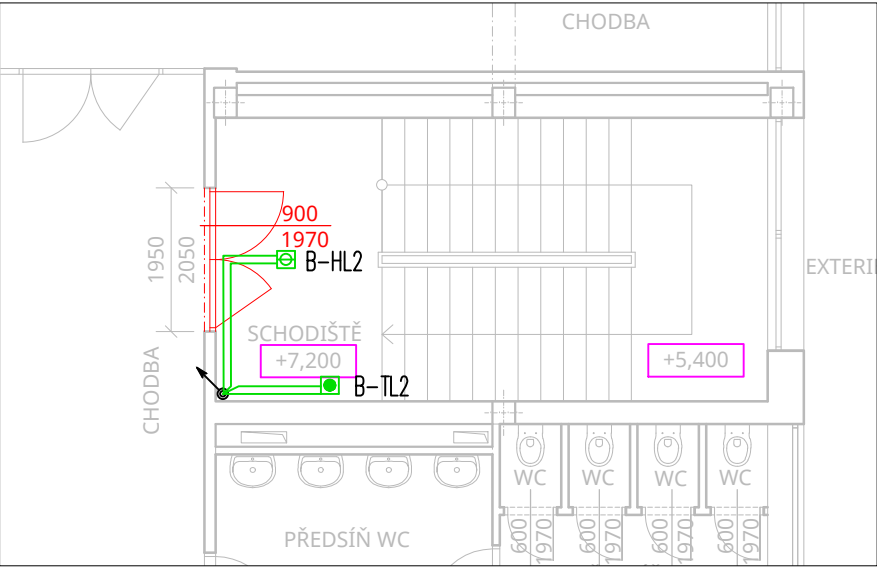 CHODBA
900
1970
1950
2050
B-HL2
EXTERI
SCHODIŠTĚ
+7,200
+5,400
CHODBA
B-TL2
WC
WC
WC
WC
PŘEDSÍŇ WC
600
1970
600
1970
600
1970
600
1970